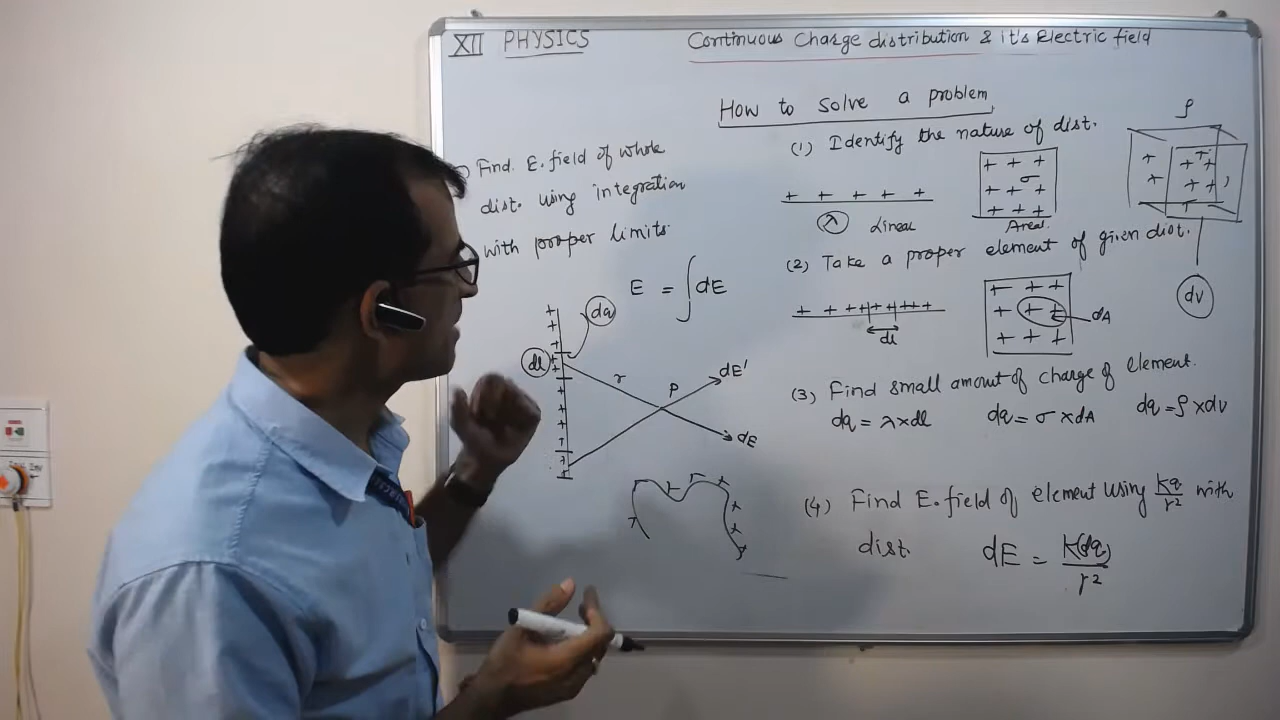 XII PHYSICS
Continuous Charge distribution & it's Electric field
How to solve a problem
(1) Identify the nature of dist.
+ + + + +
λ Linear
+ + +
σ
+ + +
+ + +
Areal
ρ
(2) Take a proper element of given dist.
dl
dA
dv
(3) Find small amount of charge of element.
dq = λ×dl dq = σ×dA dq = ρ×dv
(4) Find E. field of element using Kq/r² with
dist. dE = K(dq)/r²
Find E. field of whole
dist. using integration
with proper limits.
E = ∫dE
dq
dl
r
P
dE'
dE